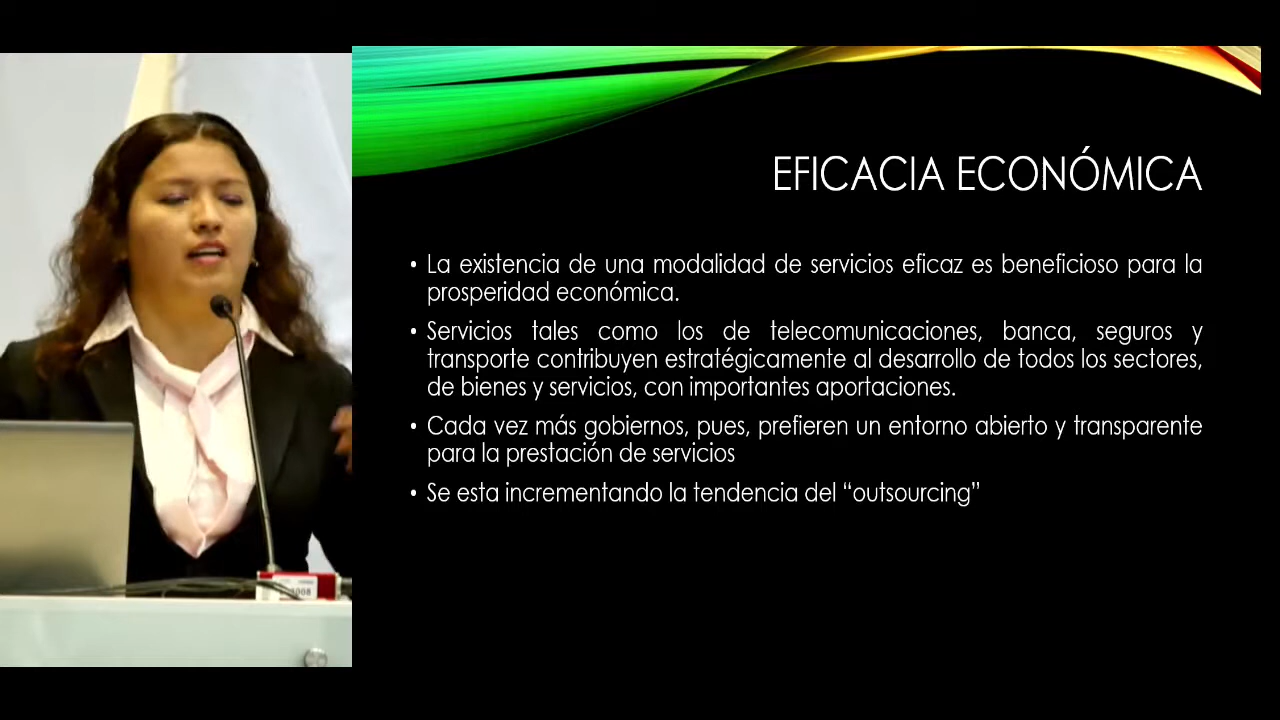 EFICACIA ECONÓMICA
• La existencia de una modalidad de servicios eficaz es beneficioso para la
prosperidad económica.
• Servicios tales como los de telecomunicaciones, banca, seguros y
transporte contribuyen estratégicamente al desarrollo de todos los sectores,
de bienes y servicios, con importantes aportaciones.
• Cada vez más gobiernos, pues, prefieren un entorno abierto y transparente
para la prestación de servicios
• Se esta incrementando la tendencia del “outsourcing”